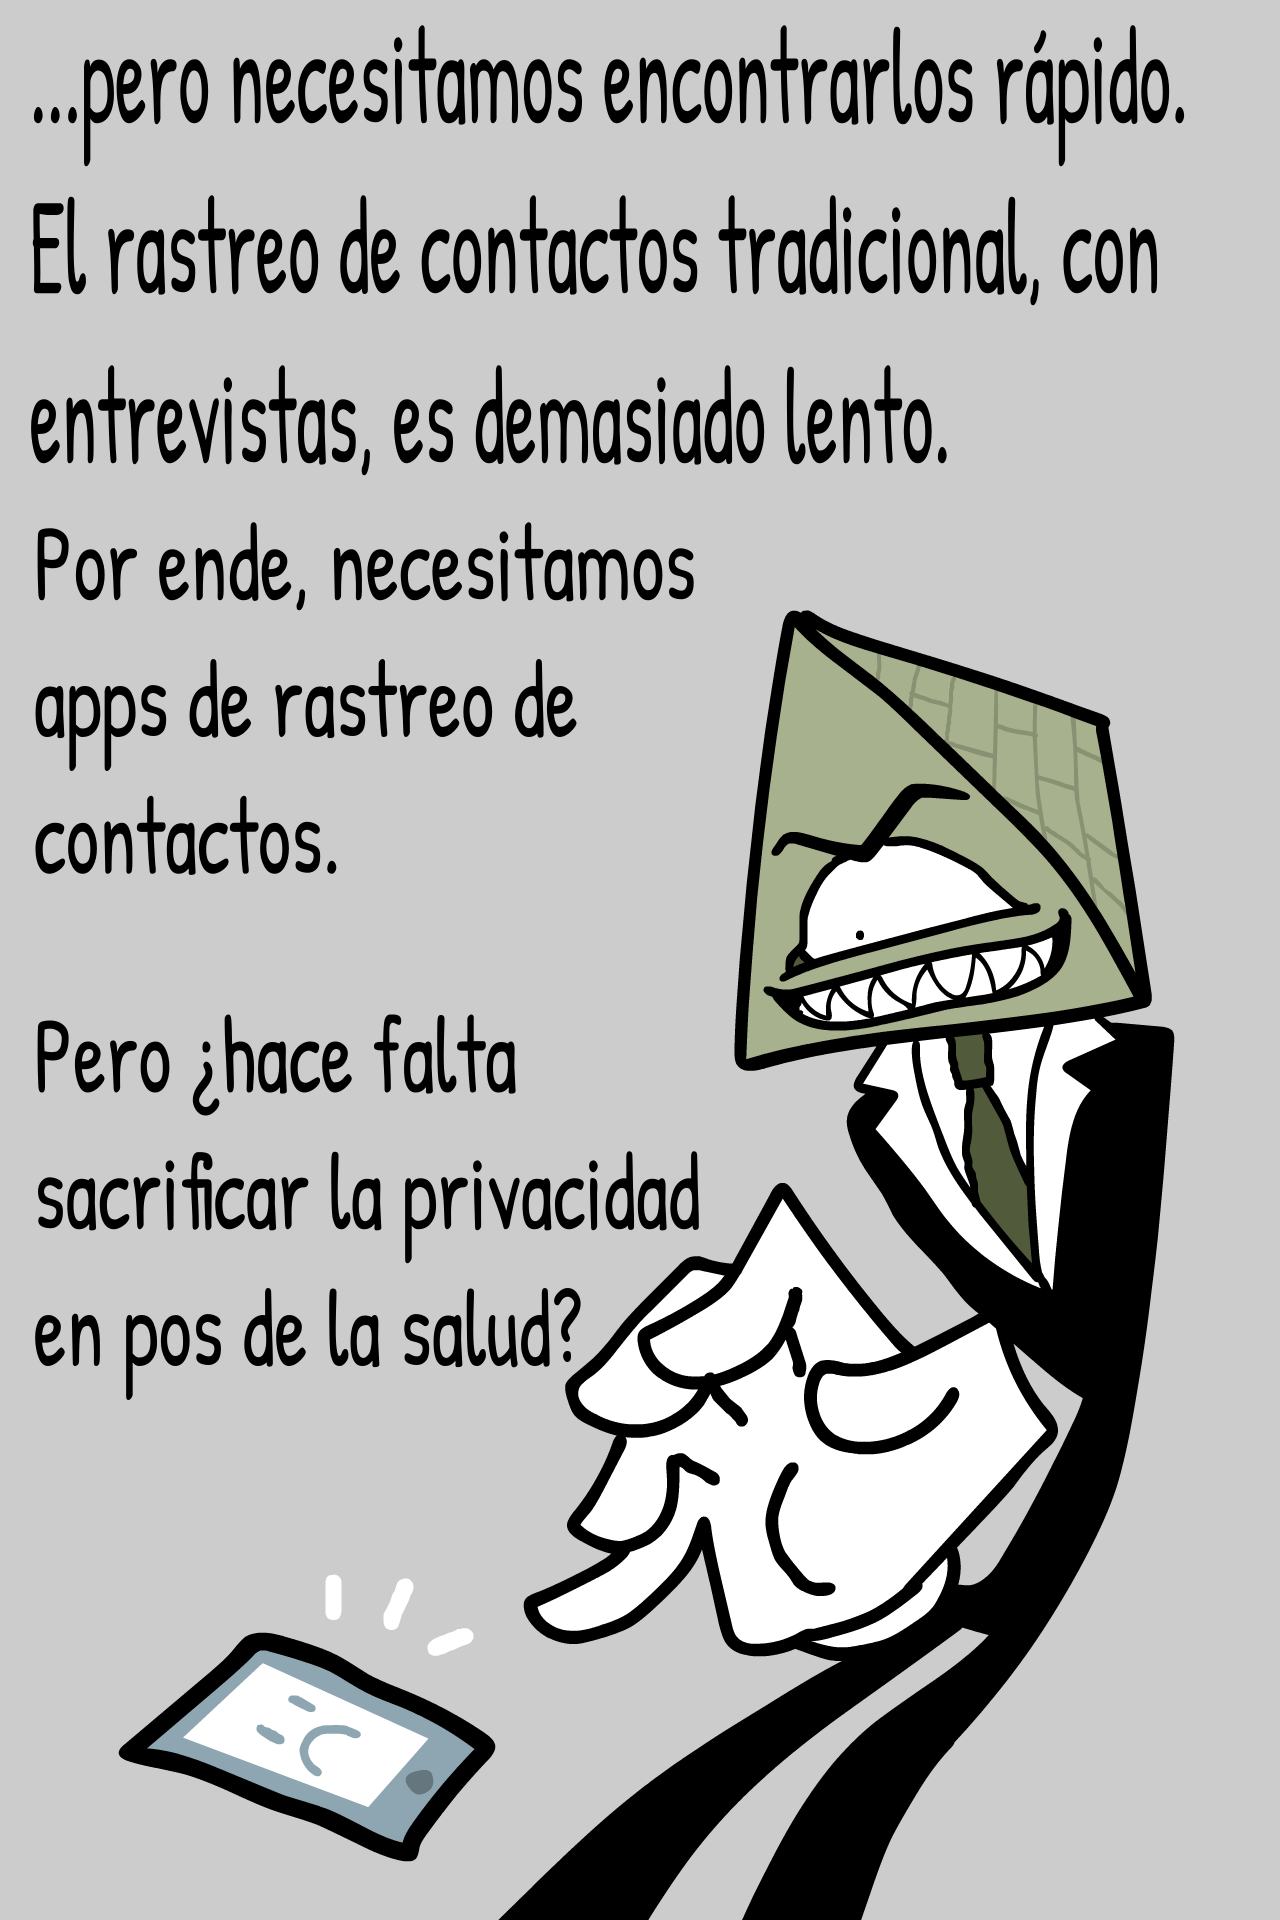 ...pero necesitamos encontrarlos rápido.
El rastreo de contactos tradicional, con
entrevistas, es demasiado lento.
Por ende, necesitamos
apps de rastreo de
contactos.
Pero ¿hace falta
sacrificar la privacidad
en pos de la salud?